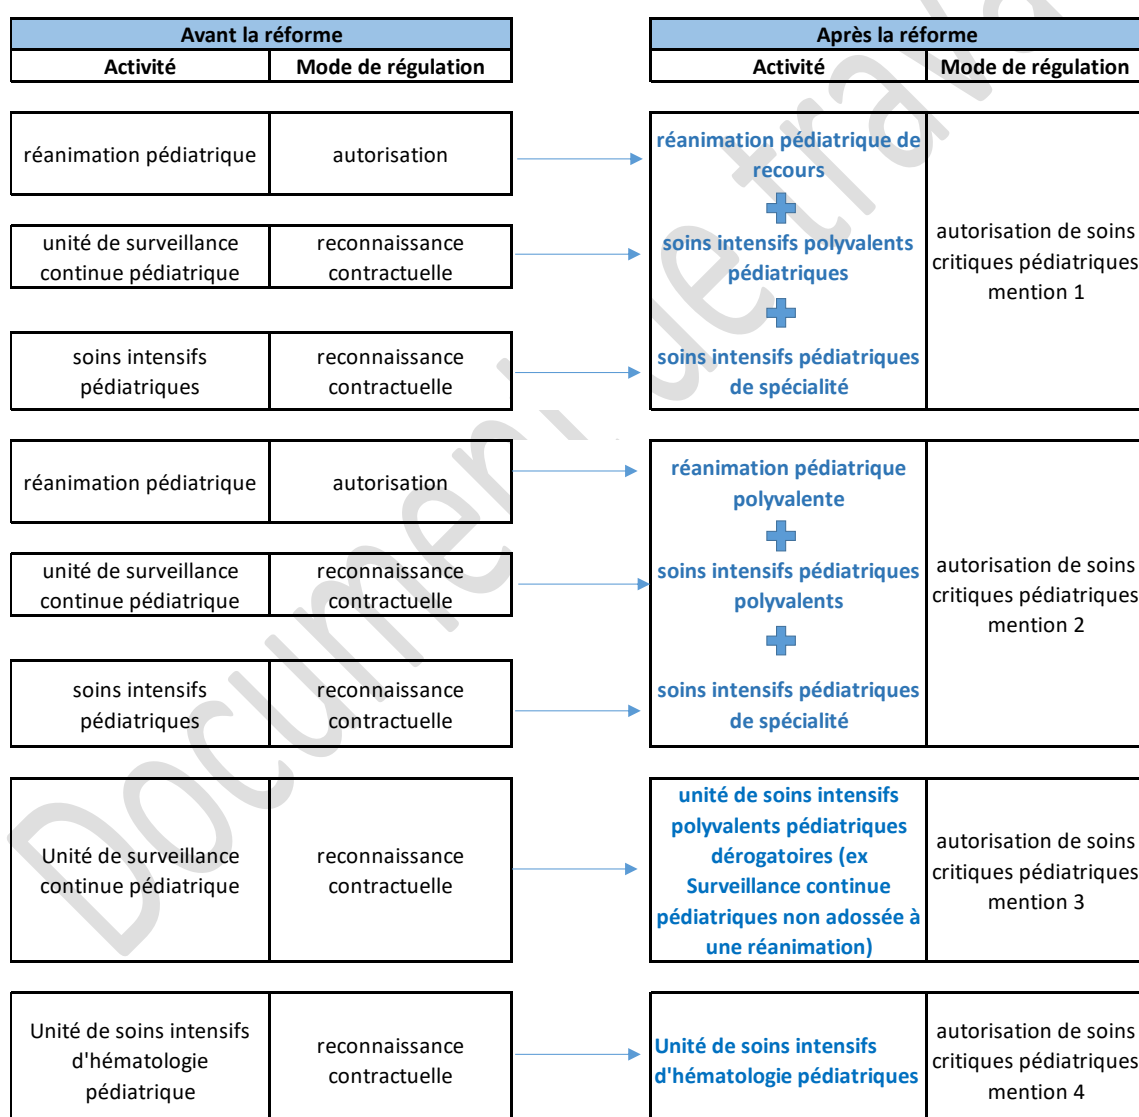 Avant la réforme
Activité Mode de régulation
Après la réforme
Activité Mode de régulation
réanimation pédiatrique autorisation
unité de surveillance
continue pédiatrique
reconnaissance
contractuelle
soins intensifs
pédiatriques
reconnaissance
contractuelle
réanimation pédiatrique de
recours
soins intensifs polyvalents
pédiatriques
soins intensifs pédiatriques
de spécialité
autorisation de soins
critiques pédiatriques
mention 1
réanimation pédiatrique autorisation
unité de surveillance
continue pédiatrique
reconnaissance
contractuelle
soins intensifs
pédiatriques
reconnaissance
contractuelle
réanimation pédiatrique
polyvalente
soins intensifs pédiatriques
polyvalents
soins intensifs pédiatriques
de spécialité
autorisation de soins
critiques pédiatriques
mention 2
Unité de surveillance
continue pédiatrique
reconnaissance
contractuelle
unité de soins intensifs
polyvalents pédiatriques
dérogatoires (ex
Surveillance continue
pédiatriques non adossée à
une réanimation)
autorisation de soins
critiques pédiatriques
mention 3
Unité de soins intensifs
d'hématologie
pédiatrique
reconnaissance
contractuelle
Unité de soins intensifs
d'hématologie pédiatriques
autorisation de soins
critiques pédiatriques
mention 4
Document de trava